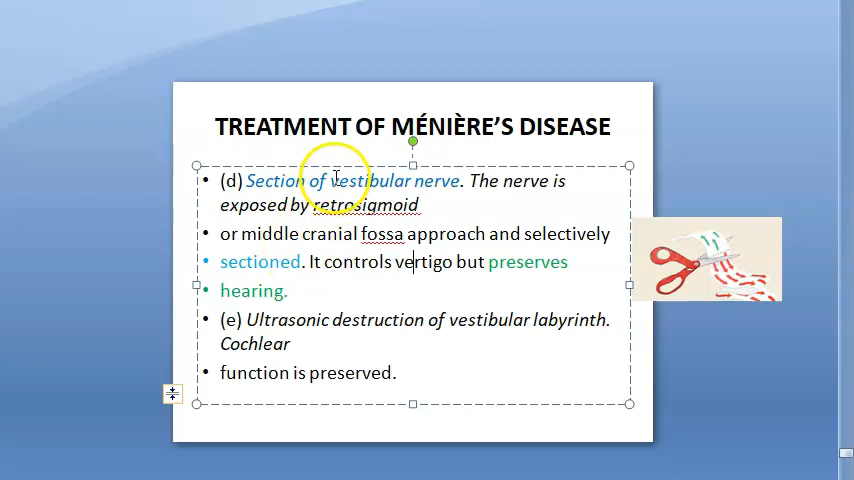 TREATMENT OF MÉNIÈRE’S DISEASE
• (d) Section of vestibular nerve. The nerve is
exposed by retrosigmoid
• or middle cranial fossa approach and selectively
• sectioned. It controls vertigo but preserves
• hearing.
• (e) Ultrasonic destruction of vestibular labyrinth.
Cochlear
• function is preserved.